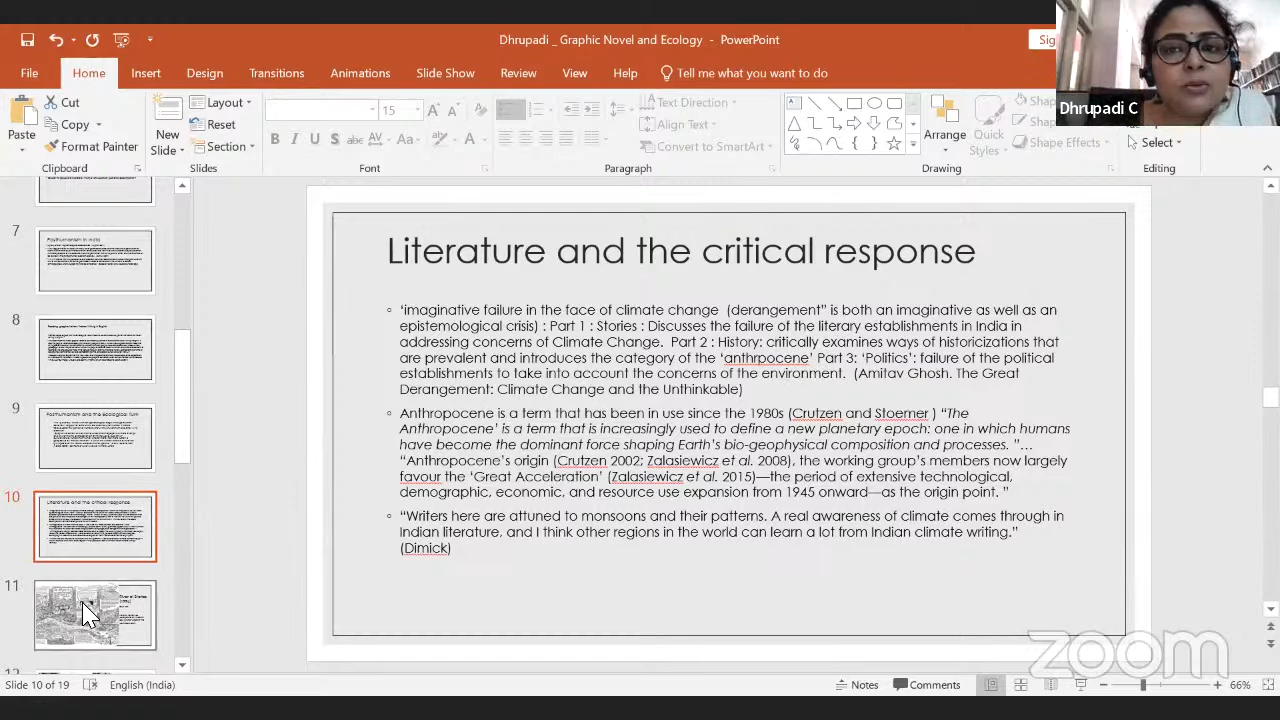 Dhrupadi _ Graphic Novel and Ecology - PowerPoint
File Home Insert Design Transitions Animations Slide Show Review View Help Tell me what you want to do
Cut
Copy
Format Painter
Paste
Clipboard
New
Slide
Layout
Reset
Section
Slides
15
Font
Text Direction
Align Text
Convert to SmartArt
Paragraph
Arrange
Quick
Styles
Shape Effects
Drawing
Select
Editing
Dhrupadi C
7
Posthumanism in India
8
9
Posthumanism and the Ecological turn
10
Literature and the critical response
11
Literature and the critical response
‘imaginative failure in the face of climate change (derangement” is both an imaginative as well as an
epistemological crisis) : Part 1 : Stories : Discusses the failure of the literary establishments in India in
addressing concerns of Climate Change. Part 2 : History: critically examines ways of historicizations that
are prevalent and introduces the category of the ‘anthrpocene’ Part 3: ‘Politics’: failure of the political
establishments to take into account the concerns of the environment. (Amitav Ghosh. The Great
Derangement: Climate Change and the Unthinkable)
Anthropocene is a term that has been in use since the 1980s (Crutzen and Stoermer ) “The
Anthropocene’ is a term that is increasingly used to define a new planetary epoch: one in which humans
have become the dominant force shaping Earth’s bio-geophysical composition and processes. ”…
“Anthropocene’s origin (Crutzen 2002; Zalasiewicz et al. 2008), the working group’s members now largely
favour the ‘Great Acceleration’ (Zalasiewicz et al. 2015)—the period of extensive technological,
demographic, economic, and resource use expansion from 1945 onward—as the origin point. ”
“Writers here are attuned to monsoons and their patterns. A real awareness of climate comes through in
Indian literature, and I think other regions in the world can learn a lot from Indian climate writing.”
(Dimick)
zoom
Slide 10 of 19 English (India) Notes Comments 66%